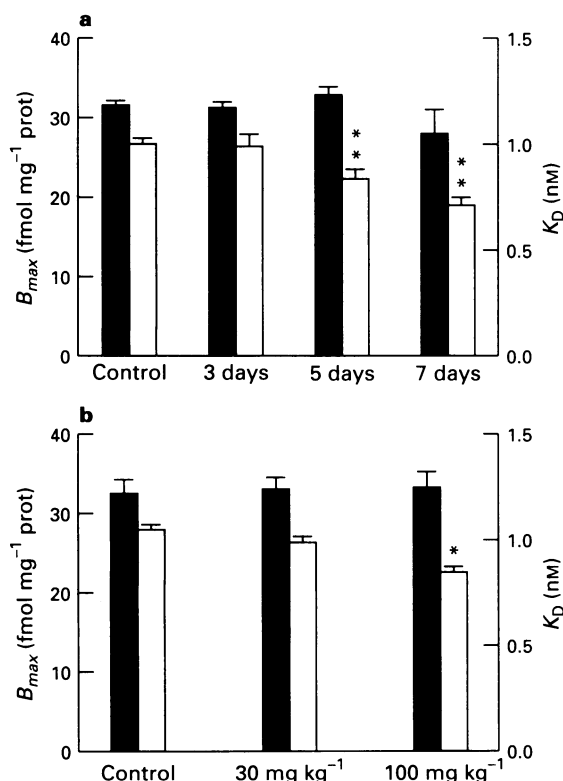 a
40
30
20
10
0
B_max (fmol mg⁻¹ prot)
1.5
1.0
0.5
0.0
K_D (nM)
* *
* *
Control 3 days 5 days 7 days
b
40
30
20
10
0
B_max (fmol mg⁻¹ prot)
1.5
1.0
0.5
0.0
K_D (nM)
*
Control 30 mg kg⁻¹ 100 mg kg⁻¹